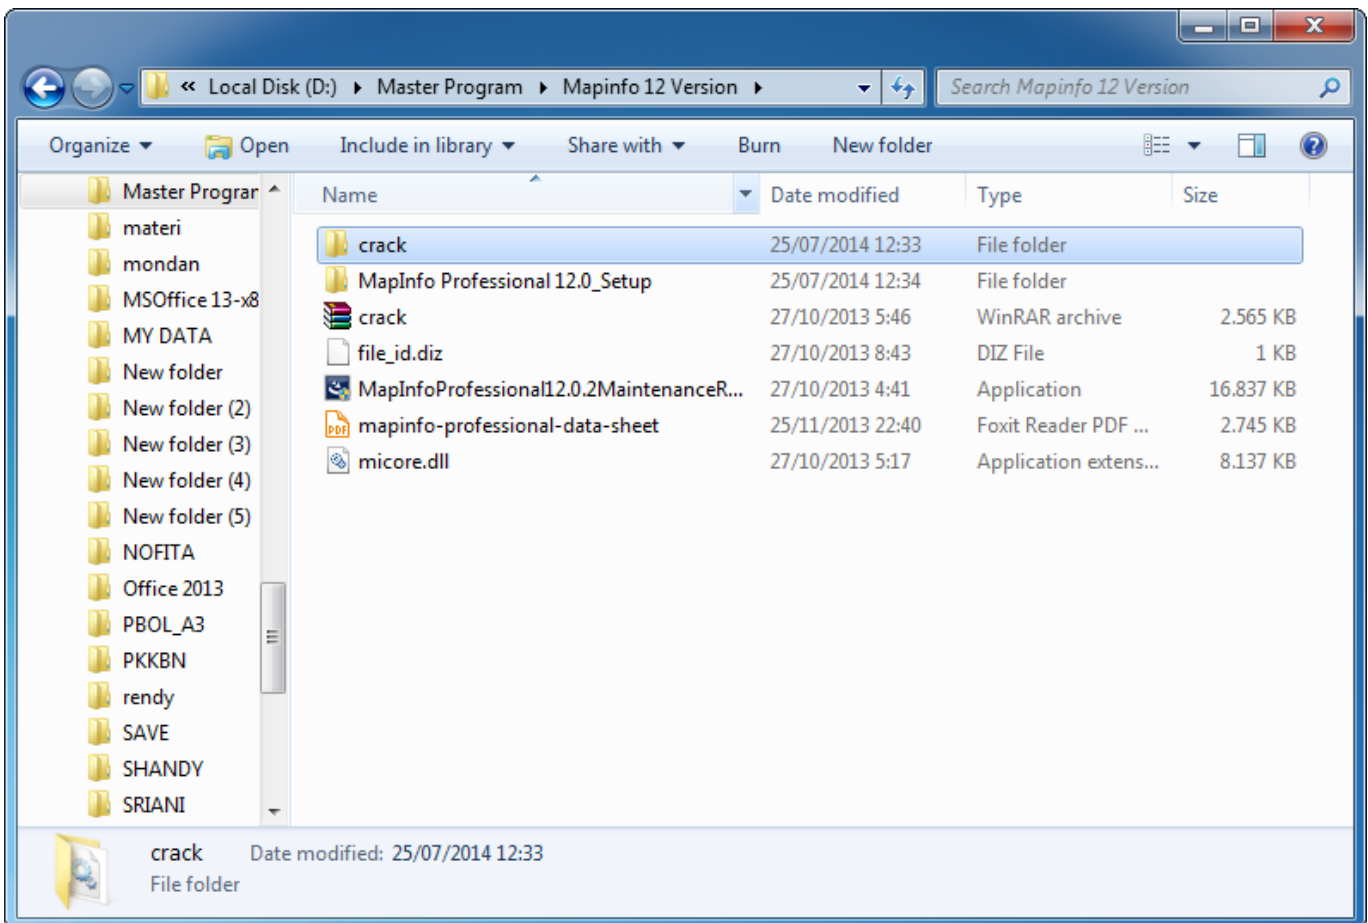 « Local Disk (D:) Master Program Mapinfo 12 Version Search Mapinfo 12 Version
Organize Open Include in library Share with Burn New folder
Master Prograr
materi
mondan
MSOffice 13-x8
MY DATA
New folder
New folder (2)
New folder (3)
New folder (4)
New folder (5)
NOFITA
Office 2013
PBOL_A3
PKKBN
rendy
SAVE
SHANDY
SRIANI
Name Date modified Type Size
crack 25/07/2014 12:33 File folder
MapInfo Professional 12.0_Setup 25/07/2014 12:34 File folder
crack 27/10/2013 5:46 WinRAR archive 2.565 KB
file_id.diz 27/10/2013 8:43 DIZ File 1 KB
MapInfoProfessional12.0.2MaintenanceR... 27/10/2013 4:41 Application 16.837 KB
mapinfo-professional-data-sheet 25/11/2013 22:40 Foxit Reader PDF ... 2.745 KB
micore.dll 27/10/2013 5:17 Application extens... 8.137 KB
crack Date modified: 25/07/2014 12:33
File folder